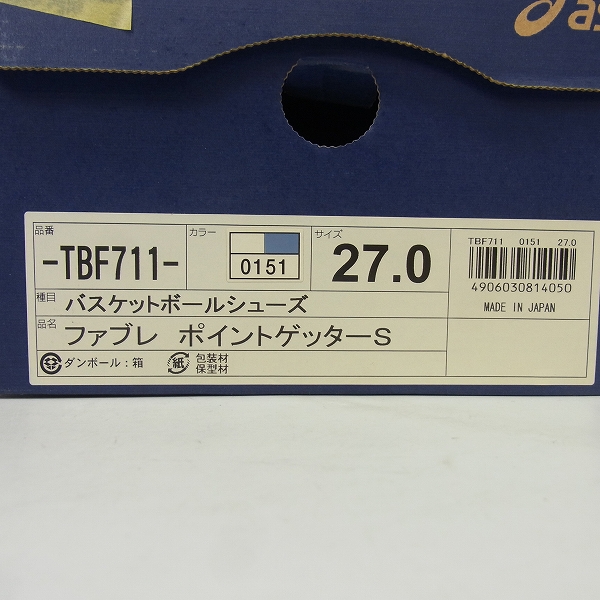 as
品番
-TBF711-
カラー
0151
サイズ
27.0
TBF711 0151 27.0
4906030814050
MADE IN JAPAN
種目 バスケットボールシューズ
品名 ファブレ ポイントゲッターS
ダンボール：箱
紙 包装材
保型材